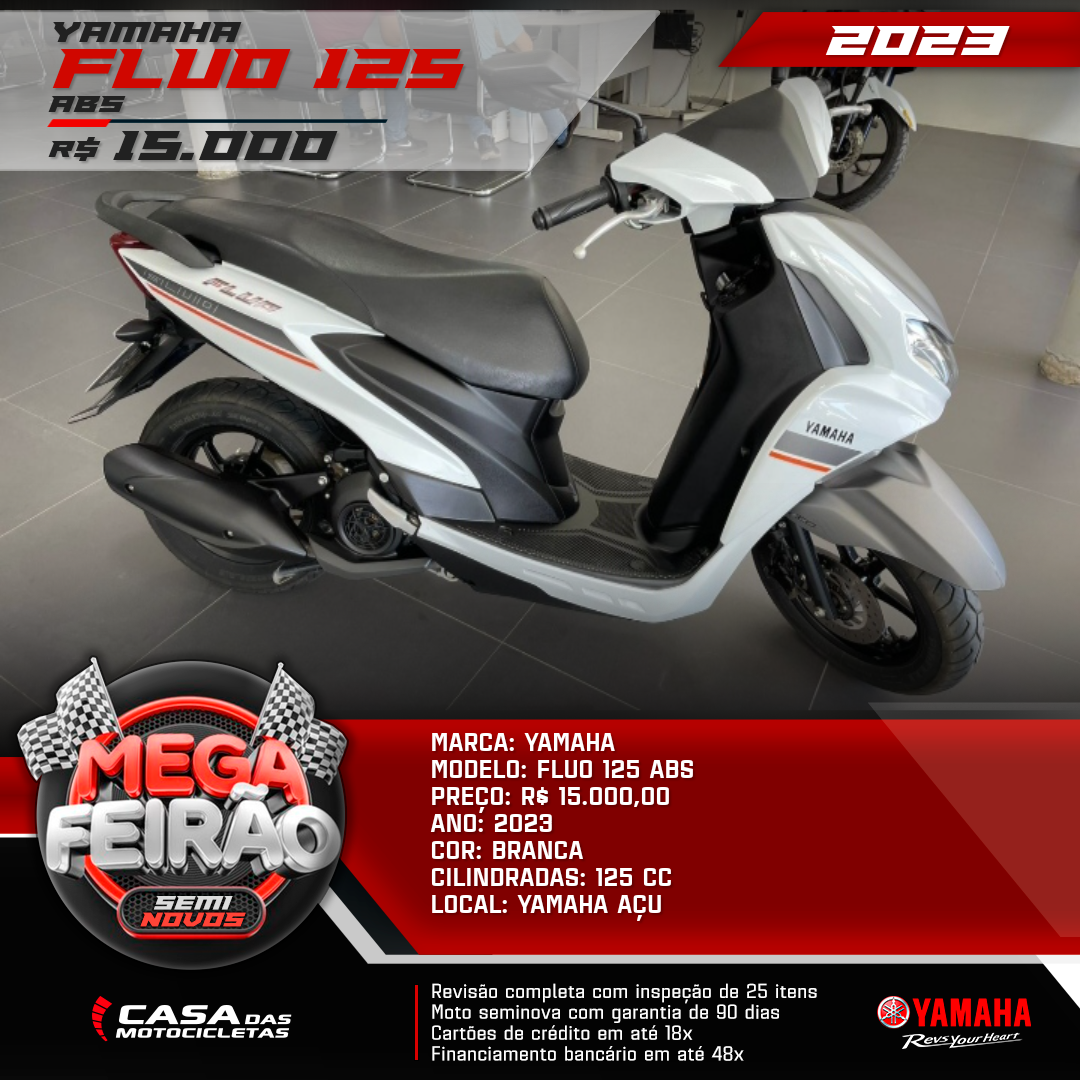 YAMAHA
FLUO 125
ABS
R$ 15.000
2023
FLUO
YAMAHA
MEGA
FEIRÃO
SEMI
NOVOS
MARCA: YAMAHA
MODELO: FLUO 125 ABS
PREÇO: R$ 15.000,00
ANO: 2023
COR: BRANCA
CILINDRADAS: 125 CC
LOCAL: YAMAHA AÇU
CASA DAS
MOTOCICLETAS
Revisão completa com inspeção de 25 itens
Moto seminova com garantia de 90 dias
Cartões de crédito em até 18x
Financiamento bancário em até 48x
YAMAHA
Revs Your Heart